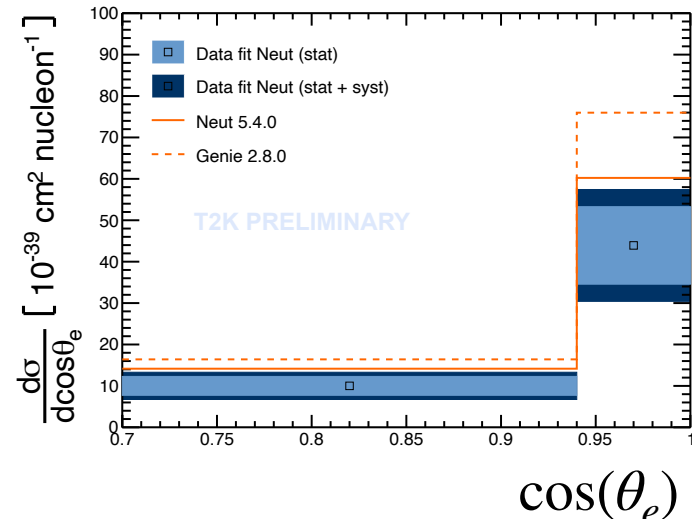 100
90
80
70
60
50
40
30
20
10
0
Data fit Neut (stat)
Data fit Neut (stat + syst)
Neut 5.4.0
Genie 2.8.0
T2K PRELIMINARY
dσ
dcosθe [ 10⁻³⁹ cm² nucleon⁻¹ ]
0.7 0.75 0.8 0.85 0.9 0.95 1
cos(θe)